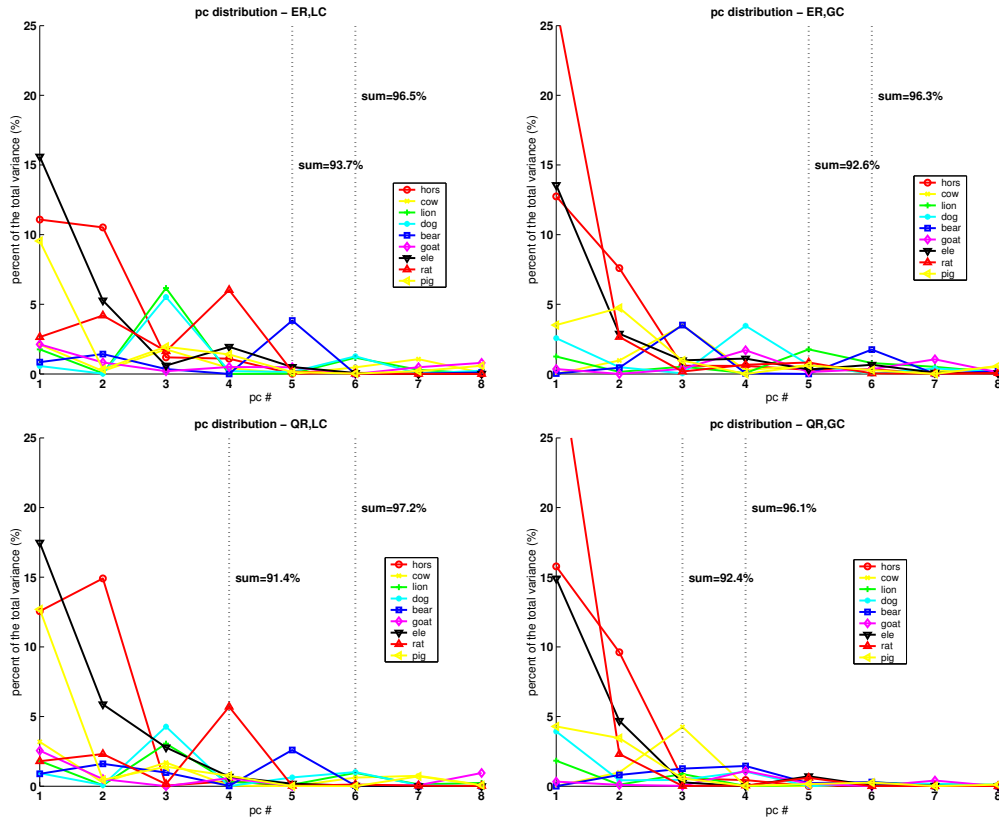 pc distribution − ER,LC
percent of the total variance (%)
25
20
15
10
5
0
sum=96.5%
sum=93.7%
hors
cow
lion
dog
bear
goat
ele
rat
pig
1 2 3 4 5 6 7 8
pc #
pc distribution − ER,GC
percent of the total variance (%)
25
20
15
10
5
0
sum=96.3%
sum=92.6%
hors
cow
lion
dog
bear
goat
ele
rat
pig
1 2 3 4 5 6 7 8
pc #
pc distribution − QR,LC
percent of the total variance (%)
25
20
15
10
5
0
sum=97.2%
sum=91.4%
hors
cow
lion
dog
bear
goat
ele
rat
pig
1 2 3 4 5 6 7 8
pc #
pc distribution − QR,GC
percent of the total variance (%)
25
20
15
10
5
0
sum=96.1%
sum=92.4%
hors
cow
lion
dog
bear
goat
ele
rat
pig
1 2 3 4 5 6 7 8
pc #